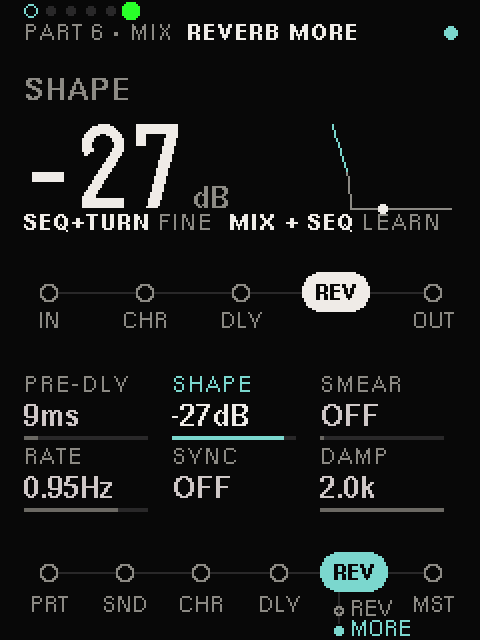 PART 6 · MIX REVERB MORE
SHAPE
-27 dB
SEQ+TURN FINE MIX + SEQ LEARN
REV
IN CHR DLY OUT
PRE-DLY SHAPE SMEAR
9ms -27dB OFF
RATE SYNC DAMP
0.95Hz OFF 2.0k
REV
PRT SND CHR DLY REV MST
MORE